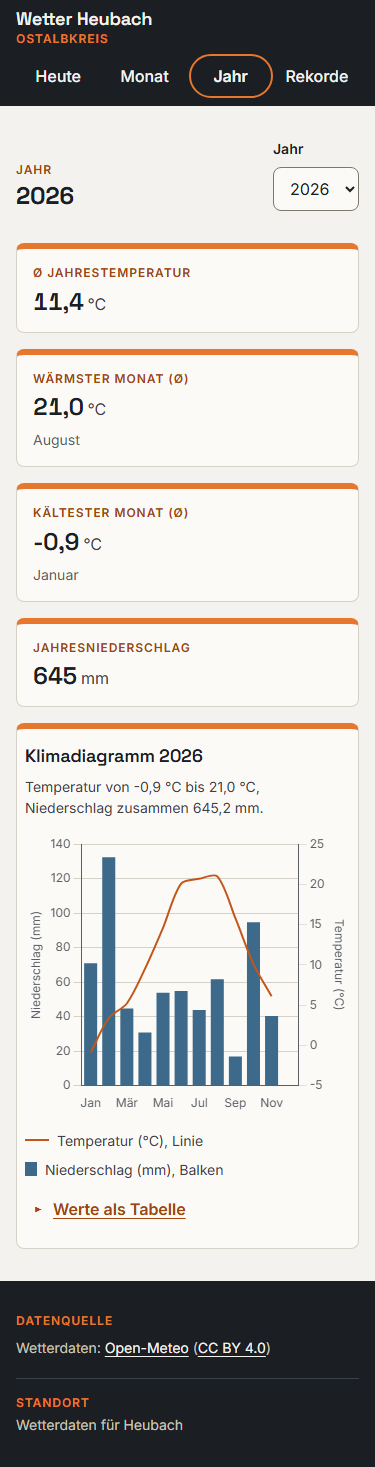 Wetter Heubach
OSTALBKREIS
Heute Monat Jahr Rekorde
Jahr
JAHR
2026
2026
Ø JAHRESTEMPERATUR
11,4 °C
WÄRMSTER MONAT (Ø)
21,0 °C
August
KÄLTESTER MONAT (Ø)
-0,9 °C
Januar
JAHRESNIEDERSCHLAG
645 mm
Klimadiagramm 2026
Temperatur von -0,9 °C bis 21,0 °C,
Niederschlag zusammen 645,2 mm.
Niederschlag (mm)
140
120
100
80
60
40
20
0
25
20
15
10
5
0
-5
Temperatur (°C)
Jan Mär Mai Jul Sep Nov
Temperatur (°C), Linie
Niederschlag (mm), Balken
Werte als Tabelle
DATENQUELLE
Wetterdaten: Open-Meteo (CC BY 4.0)
STANDORT
Wetterdaten für Heubach